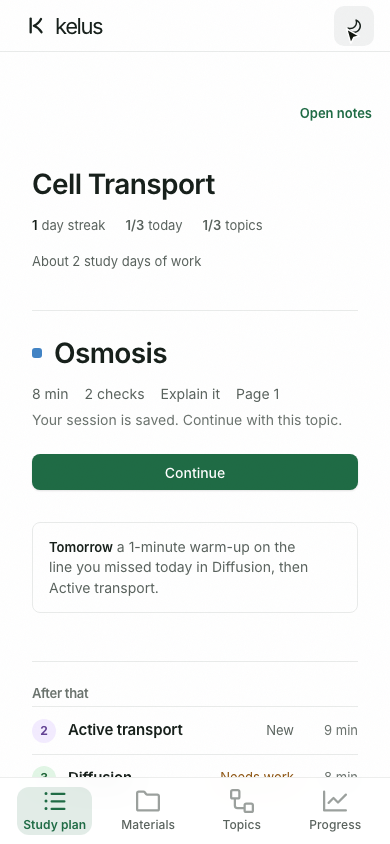 kelus
Open notes
Cell Transport
1 day streak 1/3 today 1/3 topics
About 2 study days of work
Osmosis
8 min 2 checks Explain it Page 1
Your session is saved. Continue with this topic.
Continue
Tomorrow a 1-minute warm-up on the
line you missed today in Diffusion, then
Active transport.
After that
2 Active transport New 9 min
3 Diffusion Needs work 8 min
Study plan Materials Topics Progress